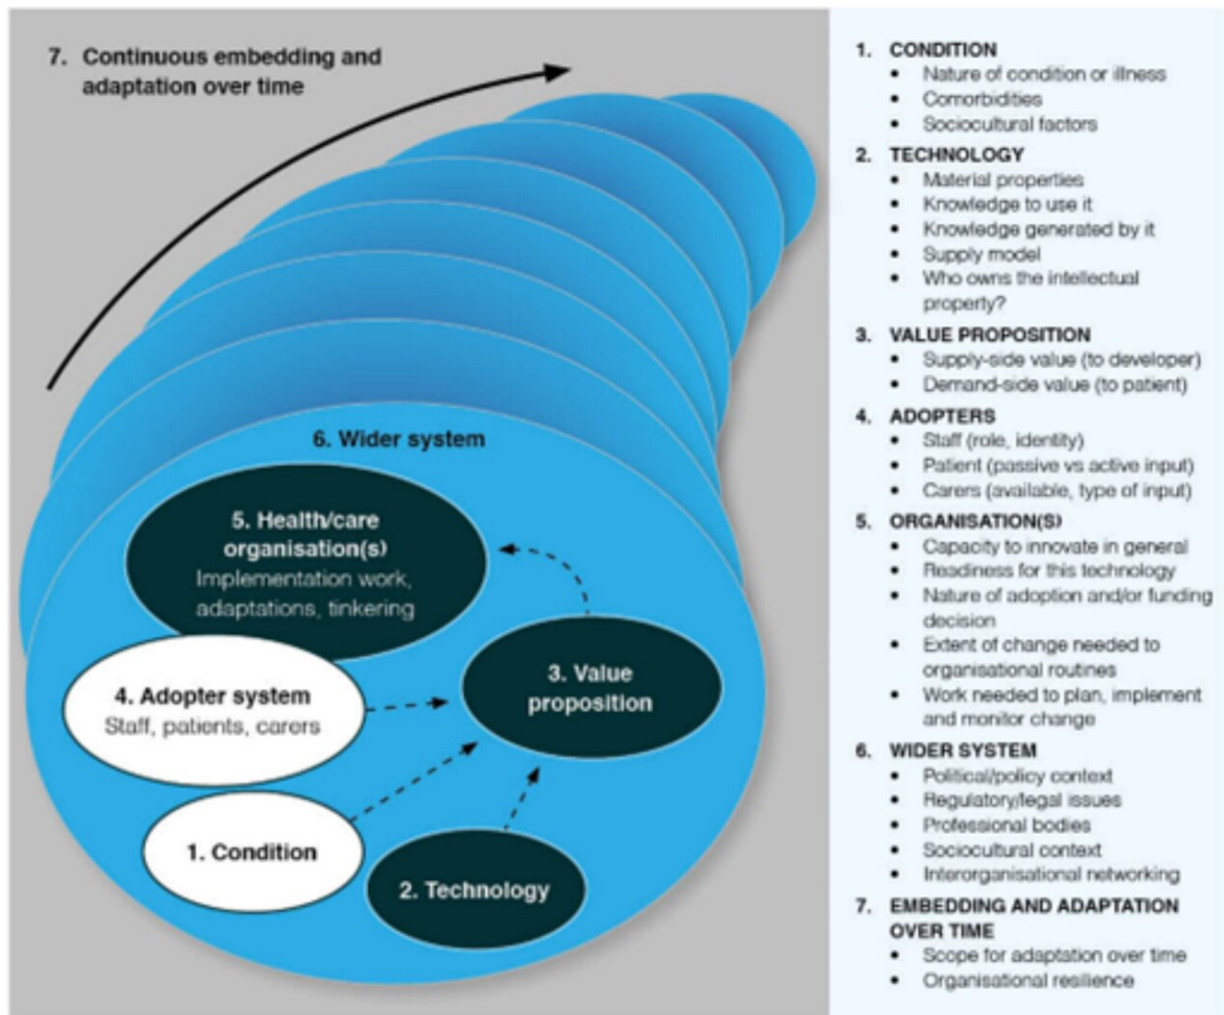 7. Continuous embedding and
adaptation over time
6. Wider system
5. Health/care
organisation(s)
Implementation work,
adaptations, tinkering
4. Adopter system
Staff, patients, carers
3. Value
proposition
1. Condition
2. Technology
1. CONDITION
• Nature of condition or illness
• Comorbidities
• Sociocultural factors
2. TECHNOLOGY
• Material properties
• Knowledge to use it
• Knowledge generated by it
• Supply model
• Who owns the intellectual
property?
3. VALUE PROPOSITION
• Supply-side value (to developer)
• Demand-side value (to patient)
4. ADOPTERS
• Staff (role, identity)
• Patient (passive vs active input)
• Carers (available, type of input)
5. ORGANISATION(S)
• Capacity to innovate in general
• Readiness for this technology
• Nature of adoption and/or funding
decision
• Extent of change needed to
organisational routines
• Work needed to plan, implement
and monitor change
6. WIDER SYSTEM
• Political/policy context
• Regulatory/legal issues
• Professional bodies
• Sociocultural context
• Interorganisational networking
7. EMBEDDING AND ADAPTATION
OVER TIME
• Scope for adaptation over time
• Organisational resilience